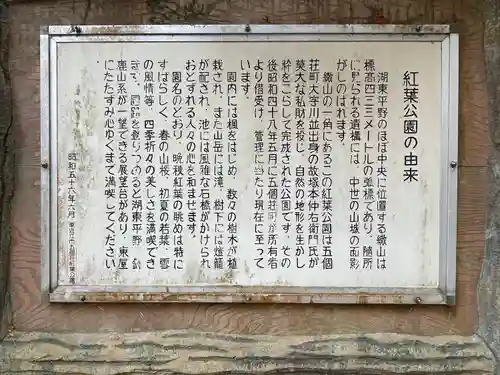 紅葉公園の由来
湖東平野のほぼ中央に位置する繖山は
標高四三三メートルの独標であり、随所
に見られる遺構には、中世の山城の面影
がしのばれます。
繖山の一角にあるこの紅葉公園は五個
荘町大字川並出身の故塚本仲右衛門氏が
莫大な私財を投じ、自然の地形を生かし
粋をこらして完成された公園です。その
後昭和四十八年五月に五個荘町が所有者
より借受け、管理に当たり現在に至って
います。
園内には楓をはじめ、数々の樹木が植
栽され、また山岳には滝、樹下には燈籠
が配され、池には風雅な石橋がかけられ
おとずれる人々の心を和ませます。
園名のとおり、晩秋紅葉の眺めは特に
すばらしく、春の山桜、初夏の若葉、雪
の風情等、四季折々の美しさを満喫でき
ます。園路を登りつめると湖東平野、鈴
鹿山系が一望できる展望台があり、東屋
にたたずみ心ゆくまで満喫してください
。
昭和五十八年六月